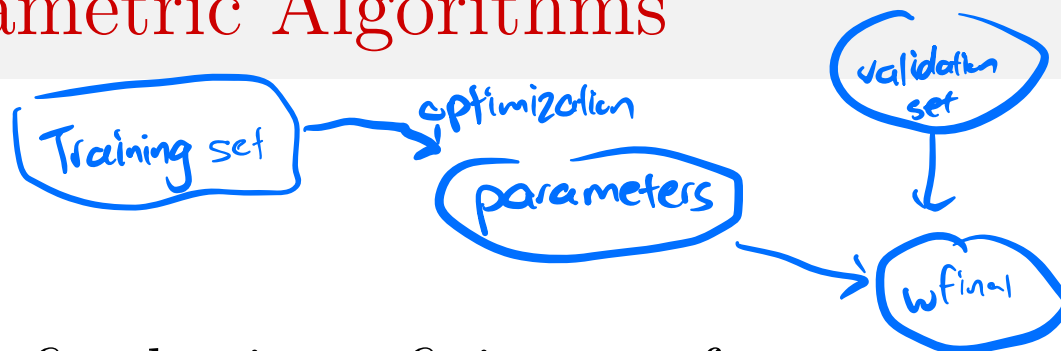 ametric Algorithms
validation
set
optimization
Training set
parameters
wfinal